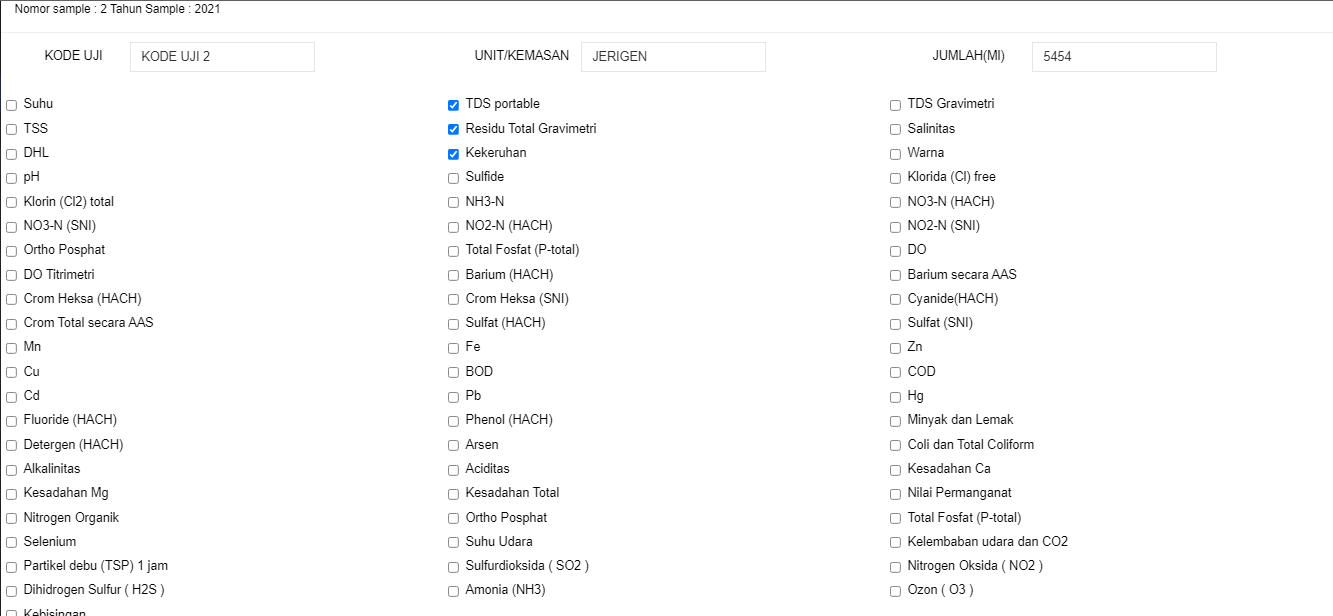 Nomor sample : 2 Tahun Sample : 2021
KODE UJI KODE UJI 2 UNIT/KEMASAN JERIGEN JUMLAH(Ml) 5454
Suhu TDS portable TDS Gravimetri
TSS Residu Total Gravimetri Salinitas
DHL Kekeruhan Warna
pH Sulfide Klorida (Cl) free
Klorin (Cl2) total NH3-N NO3-N (HACH)
NO3-N (SNI) NO2-N (HACH) NO2-N (SNI)
Ortho Posphat Total Fosfat (P-total) DO
DO Titrimetri Barium (HACH) Barium secara AAS
Crom Heksa (HACH) Crom Heksa (SNI) Cyanide(HACH)
Crom Total secara AAS Sulfat (HACH) Sulfat (SNI)
Mn Fe Zn
Cu BOD COD
Cd Pb Hg
Fluoride (HACH) Phenol (HACH) Minyak dan Lemak
Detergen (HACH) Arsen Coli dan Total Coliform
Alkalinitas Aciditas Kesadahan Ca
Kesadahan Mg Kesadahan Total Nilai Permanganat
Nitrogen Organik Ortho Posphat Total Fosfat (P-total)
Selenium Suhu Udara Kelembaban udara dan CO2
Partikel debu (TSP) 1 jam Sulfurdioksida ( SO2 ) Nitrogen Oksida ( NO2 )
Dihidrogen Sulfur ( H2S ) Amonia (NH3) Ozon ( O3 )
Kebisingan